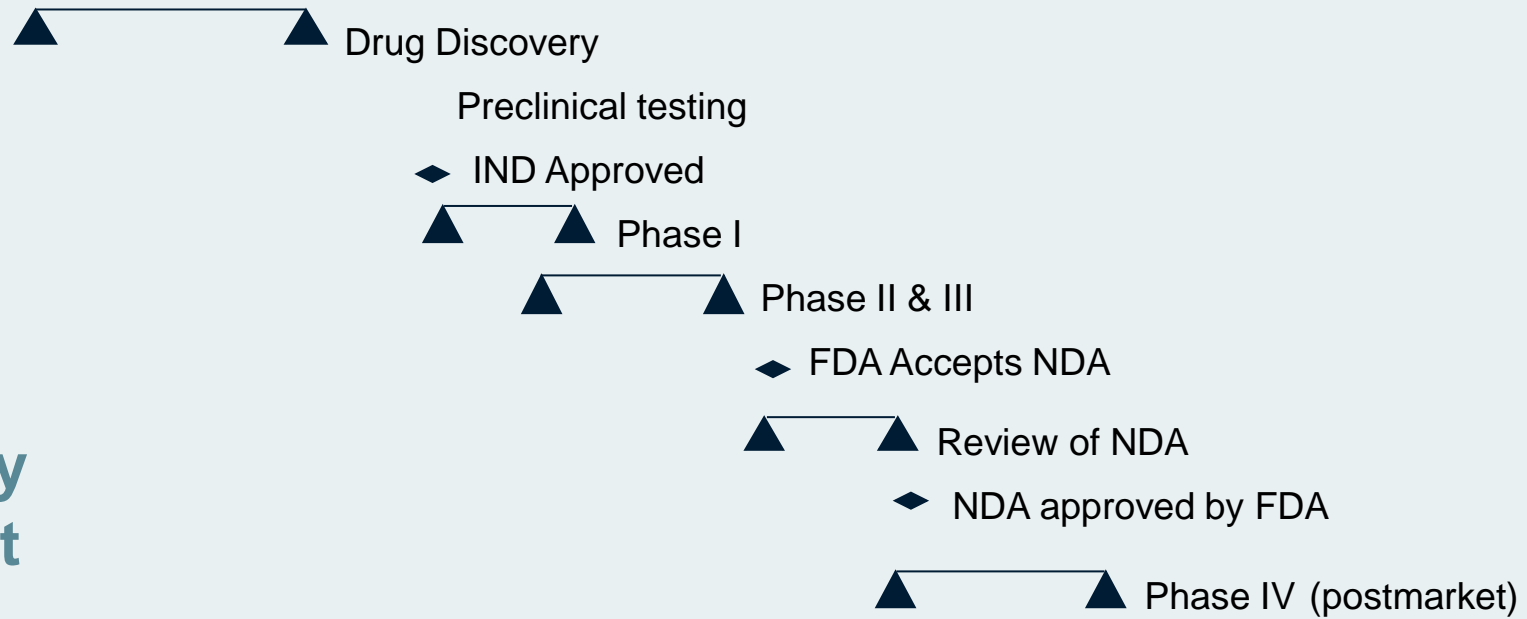 Drug Discovery
Preclinical testing
IND Approved
Phase I
Phase II & III
FDA Accepts NDA
Review of NDA
NDA approved by FDA
Phase IV (postmarket)